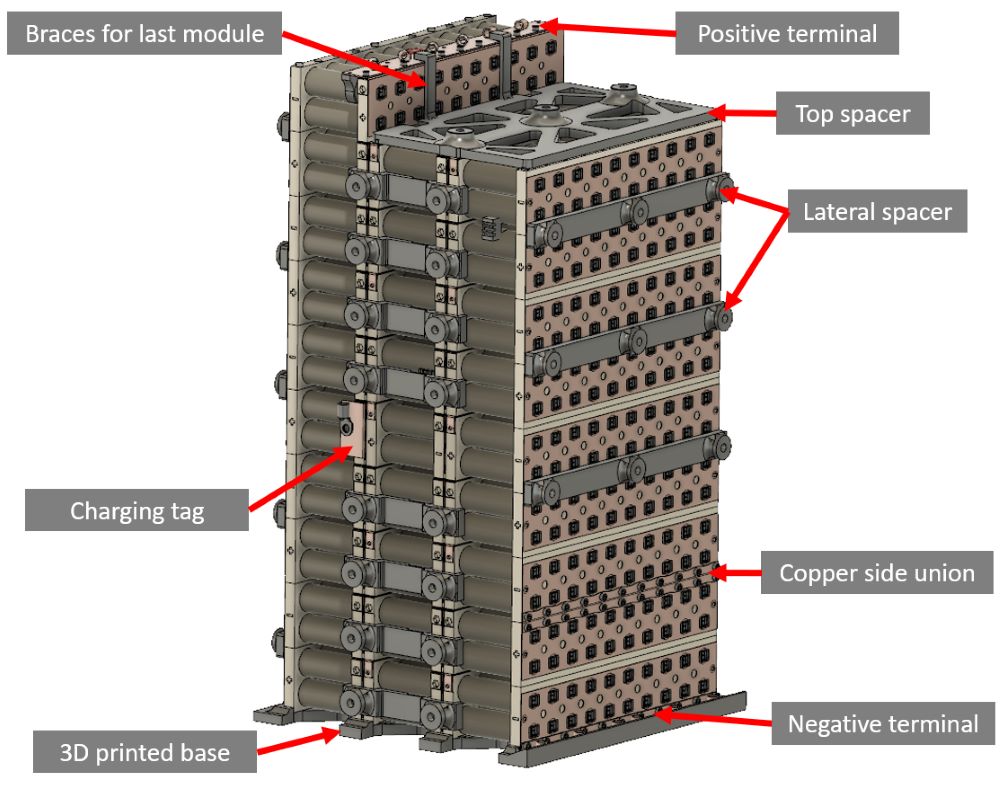 Braces for last module
Positive terminal
Top spacer
Lateral spacer
Charging tag
Copper side union
Negative terminal
3D printed base